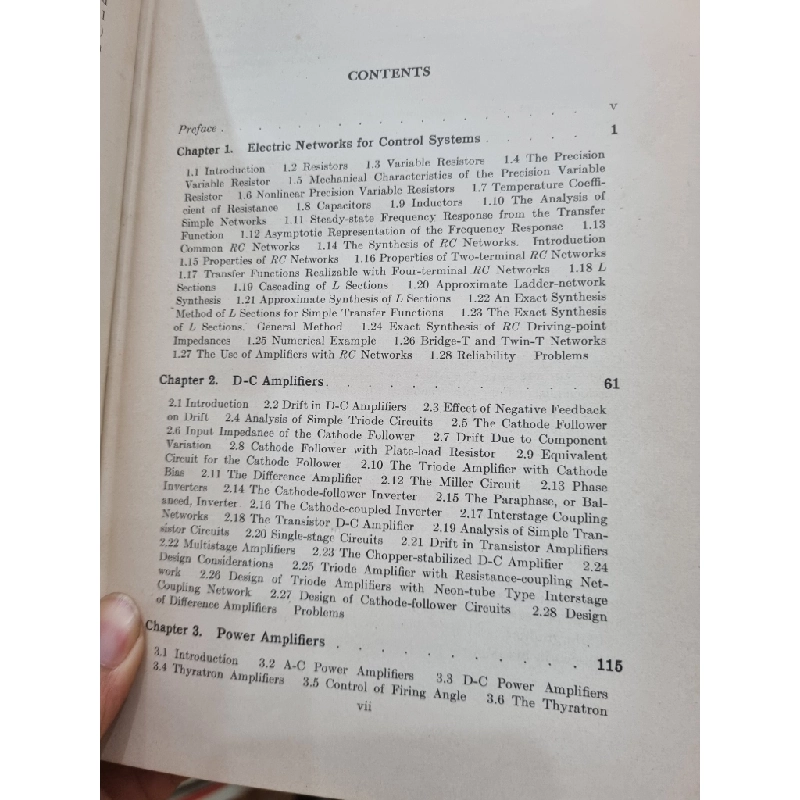 CONTENTS
Preface . . . . . . . . . . . . . . v
Chapter 1. Electric Networks for Control Systems . . . . . . 1
1.1 Introduction 1.2 Resistors 1.3 Variable Resistors 1.4 The Precision
Variable Resistor 1.5 Mechanical Characteristics of the Precision Variable
Resistor 1.6 Nonlinear Precision Variable Resistors 1.7 Temperature Coeffi-
cient of Resistance 1.8 Capacitors 1.9 Inductors 1.10 The Analysis of
Simple Networks 1.11 Steady-state Frequency Response from the Transfer
Function 1.12 Asymptotic Representation of the Frequency Response 1.13
Common RC Networks 1.14 The Synthesis of RC Networks. Introduction
1.15 Properties of RC Networks 1.16 Properties of Two-terminal RC Networks
1.17 Transfer Functions Realizable with Four-terminal RC Networks 1.18 L
Sections 1.19 Cascading of L Sections 1.20 Approximate Ladder-network
Synthesis 1.21 Approximate Synthesis of L Sections 1.22 An Exact Synthesis
Method of L Sections for Simple Transfer Functions 1.23 The Exact Synthesis
of L Sections. General Method 1.24 Exact Synthesis of RC Driving-point
Impedances 1.25 Numerical Example 1.26 Bridge-T and Twin-T Networks
1.27 The Use of Amplifiers with RC Networks 1.28 Reliability Problems
Chapter 2. D-C Amplifiers . . . . . . . . . . . . 61
2.1 Introduction 2.2 Drift in D-C Amplifiers 2.3 Effect of Negative Feedback
on Drift 2.4 Analysis of Simple Triode Circuits 2.5 The Cathode Follower
2.6 Input Impedance of the Cathode Follower 2.7 Drift Due to Component
Variation 2.8 Cathode Follower with Plate-load Resistor 2.9 Equivalent
Circuit for the Cathode Follower 2.10 The Triode Amplifier with Cathode
Bias 2.11 The Difference Amplifier 2.12 The Miller Circuit 2.13 Phase
Inverters 2.14 The Cathode-follower Inverter 2.15 The Paraphase, or Bal-
anced, Inverter 2.16 The Cathode-coupled Inverter 2.17 Interstage Coupling
Networks 2.18 The Transistor D-C Amplifier 2.19 Analysis of Simple Tran-
sistor Circuits 2.20 Single-stage Circuits 2.21 Drift in Transistor Amplifiers
2.22 Multistage Amplifiers 2.23 The Chopper-stabilized D-C Amplifier 2.24
Design Considerations 2.25 Triode Amplifier with Resistance-coupling Net-
work 2.26 Design of Triode Amplifiers with Neon-tube Type Interstage
Coupling Network 2.27 Design of Cathode-follower Circuits 2.28 Design
of Difference Amplifiers Problems
Chapter 3. Power Amplifiers . . . . . . . . . . . 115
3.1 Introduction 3.2 A-C Power Amplifiers 3.3 D-C Power Amplifiers
3.4 Thyratron Amplifiers 3.5 Control of Firing Angle 3.6 The Thyratron
vii